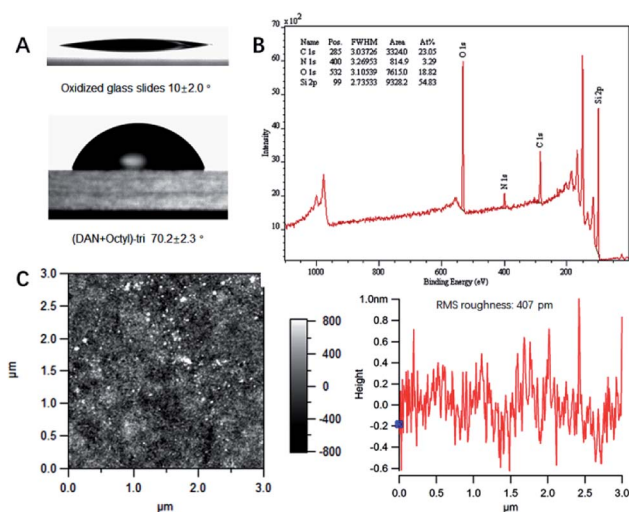 A
Oxidized glass slides 10±2.0 °
(DAN+Octyl)-tri 70.2±2.3 °
B
x10²
Name Pos. FWHM Area At%
C 1s 285 3.03726 3324.0 23.05
N 1s 400 3.26953 814.9 3.29
O 1s 532 3.10539 7615.0 18.82
Si 2p 99 2.73533 9328.2 54.83
O 1s
N 1s
C 1s
Si 2p
Intensity
70
60
50
40
30
20
10
1000 800 600 400 200
Binding Energy (eV)
C
3.0
2.5
2.0
1.5
1.0
0.5
0.0
µm
0.0 1.0 2.0 3.0
µm
800
400
0
-400
-800
RMS roughness: 407 pm
1.0nm
0.8
0.6
0.4
0.2
0.0
-0.2
-0.4
-0.6
Height
0.0 0.5 1.0 1.5 2.0 2.5 3.0
µm